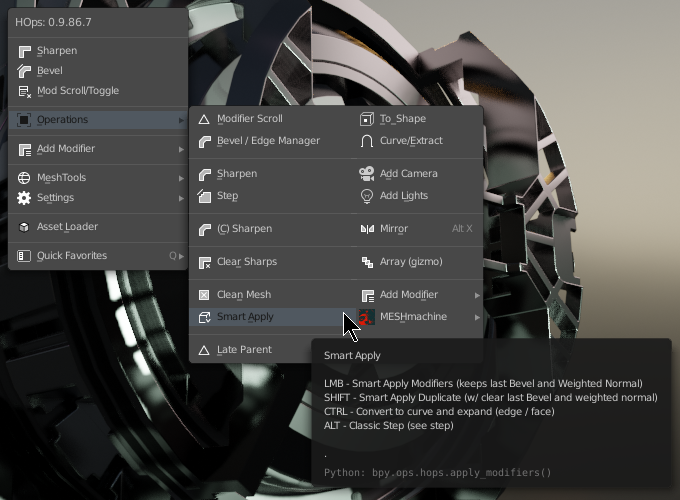 HOps: 0.9.86.7
Sharpen
Bevel
Mod Scroll/Toggle
Operations
Add Modifier
MeshTools
Settings
Asset Loader
Quick Favorites Q
Modifier Scroll
Bevel / Edge Manager
Sharpen
Step
(C) Sharpen
Clear Sharps
Clean Mesh
Smart Apply
Late Parent
To_Shape
Curve/Extract
Add Camera
Add Lights
Mirror Alt X
Array (gizmo)
Add Modifier
MESHmachine
Smart Apply
LMB - Smart Apply Modifiers (keeps last Bevel and Weighted Normal)
SHIFT - Smart Apply Duplicate (w/ clear last Bevel and weighted normal)
CTRL - Convert to curve and expand (edge / face)
ALT - Classic Step (see step)
.
Python: bpy.ops.hops.apply_modifiers()